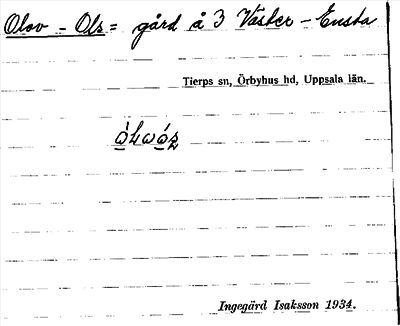 Olov - Ols = gård å 3 Väster - Ensta
Tierps sn, Örbyhus hd, Uppsala län.
Ingegärd Isaksson 1934.